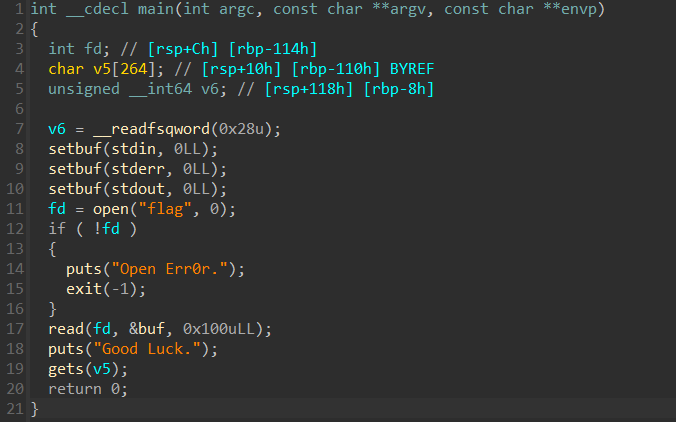 1 int __cdecl main(int argc, const char **argv, const char **envp)
2 {
3 int fd; // [rsp+Ch] [rbp-114h]
4 char v5[264]; // [rsp+10h] [rbp-110h] BYREF
5 unsigned __int64 v6; // [rsp+118h] [rbp-8h]
6
7 v6 = __readfsqword(0x28u);
8 setbuf(stdin, 0LL);
9 setbuf(stderr, 0LL);
10 setbuf(stdout, 0LL);
11 fd = open("flag", 0);
12 if ( !fd )
13 {
14 puts("Open Err0r.");
15 exit(-1);
16 }
17 read(fd, &buf, 0x100uLL);
18 puts("Good Luck.");
19 gets(v5);
20 return 0;
21 }